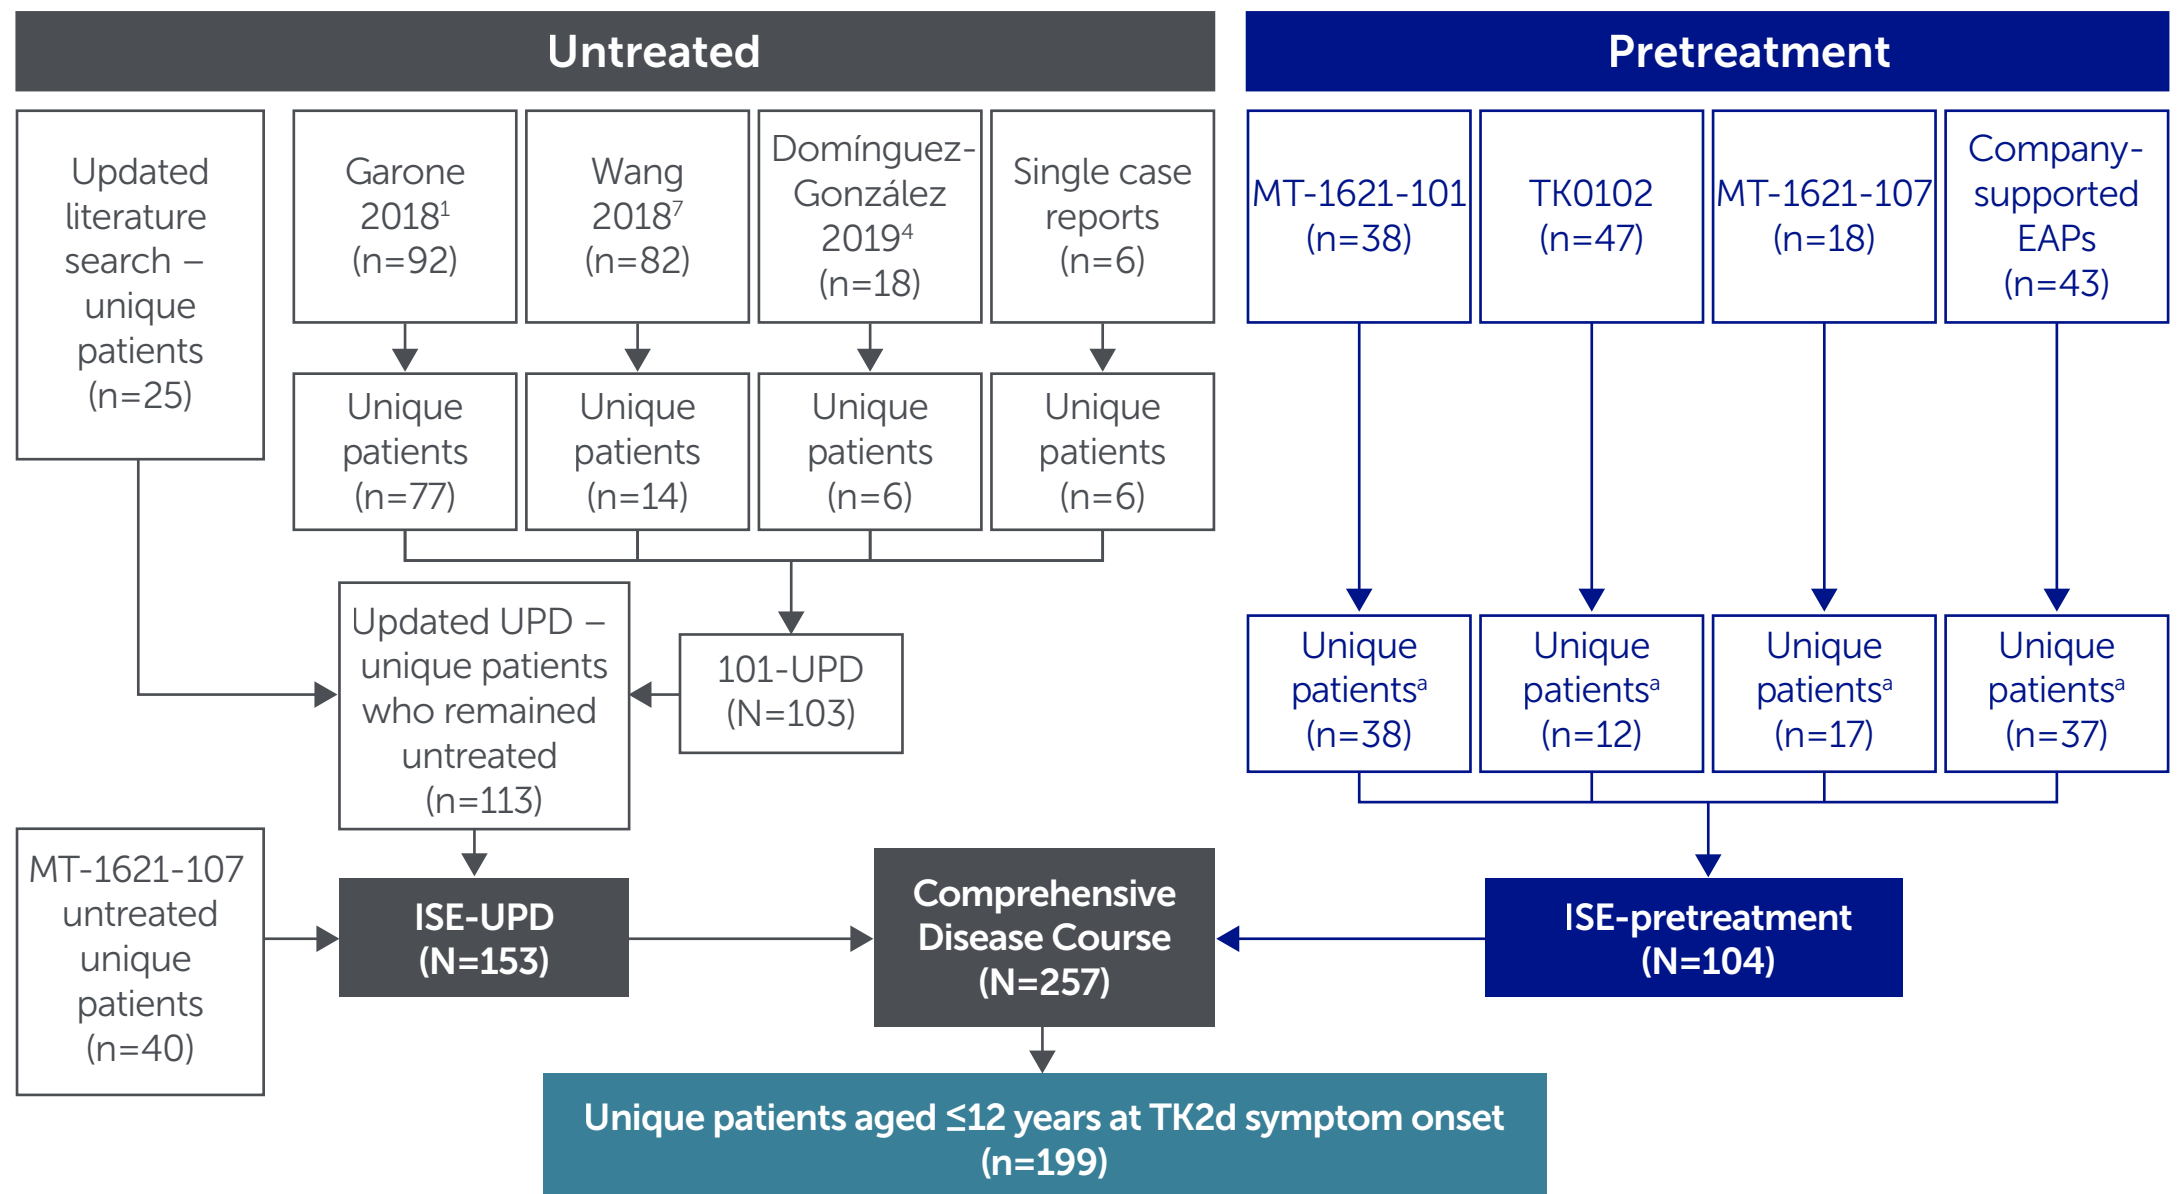 Untreated
Pretreatment
Updated
literature
search –
unique
patients
(n=25)
Garone
2018¹
(n=92)
Wang
2018⁷
(n=82)
Domínguez-
González
2019⁴
(n=18)
Single case
reports
(n=6)
MT-1621-101
(n=38)
TK0102
(n=47)
MT-1621-107
(n=18)
Company-
supported
EAPs
(n=43)
Unique
patients
(n=77)
Unique
patients
(n=14)
Unique
patients
(n=6)
Unique
patients
(n=6)
Updated UPD –
unique patients
who remained
untreated
(n=113)
101-UPD
(N=103)
Unique
patientsᵃ
(n=38)
Unique
patientsᵃ
(n=12)
Unique
patientsᵃ
(n=17)
Unique
patientsᵃ
(n=37)
MT-1621-107
untreated
unique
patients
(n=40)
ISE-UPD
(N=153)
Comprehensive
Disease Course
(N=257)
ISE-pretreatment
(N=104)
Unique patients aged ≤12 years at TK2d symptom onset
(n=199)